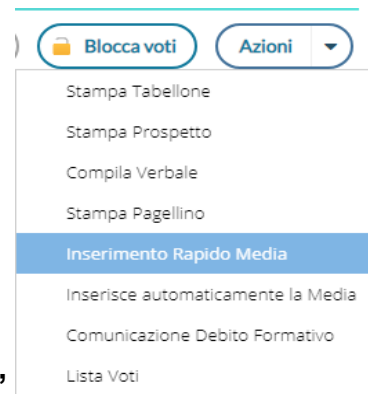 Blocca voti Azioni
Stampa Tabellone
Stampa Prospetto
Compila Verbale
Stampa Pagellino
Inserimento Rapido Media
Inserisce automaticamente la Media
Comunicazione Debito Formativo
Lista Voti